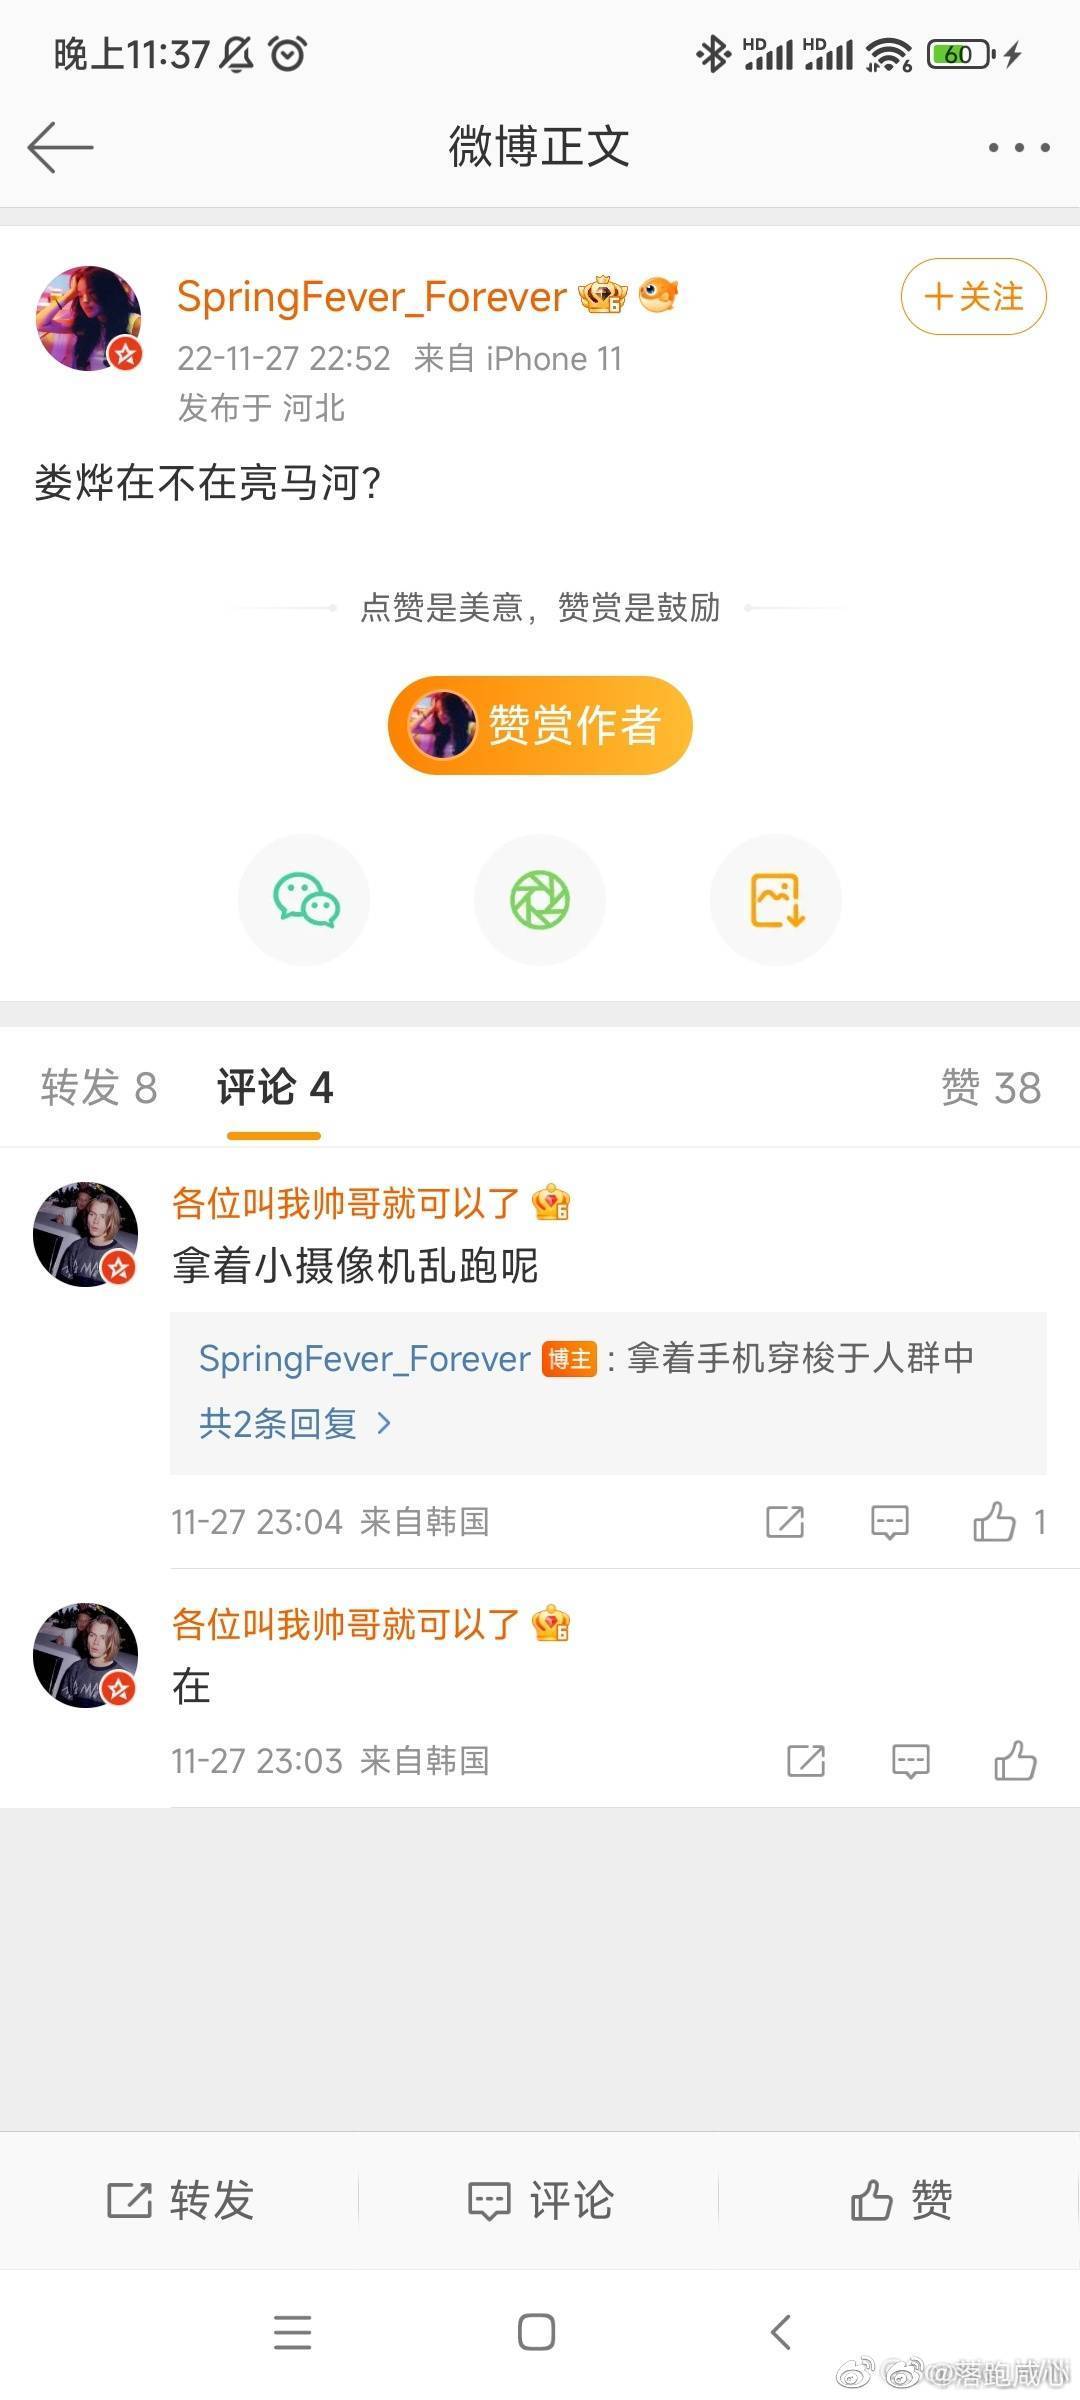 晚上11:37
HD HD 6 60
微博正文
SpringFever_Forever 6
+关注
22-11-27 22:52 来自 iPhone 11
发布于 河北
娄烨在不在亮马河？
点赞是美意，赞赏是鼓励
赞赏作者
转发 8 评论 4 赞 38
各位叫我帅哥就可以了 6
拿着小摄像机乱跑呢
SpringFever_Forever 博主：拿着手机穿梭于人群中
共2条回复 >
11-27 23:04 来自韩国 1
各位叫我帅哥就可以了 6
在
11-27 23:03 来自韩国
转发 评论 赞